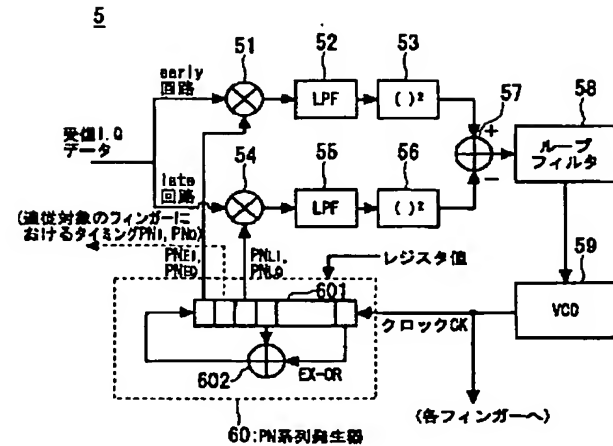 5
51
52
53
57
58
early
回路
LPF
( )²
+
受信I,Q
データ
54
55
56
−
ループ
フィルタ
late
回路
LPF
( )²
(追従対象のフィンガーに
おけるタイミングPNI, PNQ)
59
PNEI,
PNEQ
PNLI,
PNLQ
レジスタ値
601
VCO
クロックCK
602
EX-OR
(各フィンガーへ)
60:PN系列発生器